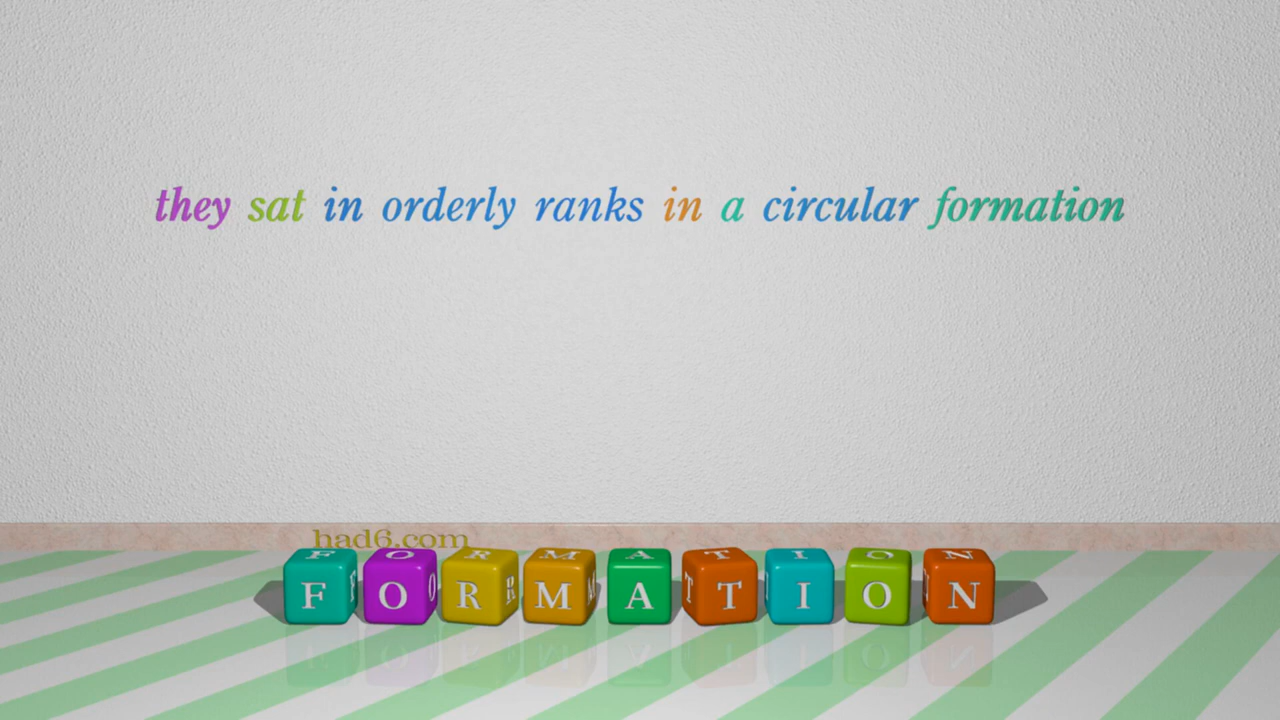 they sat in orderly ranks in a circular formation
had6.com
FORMATION